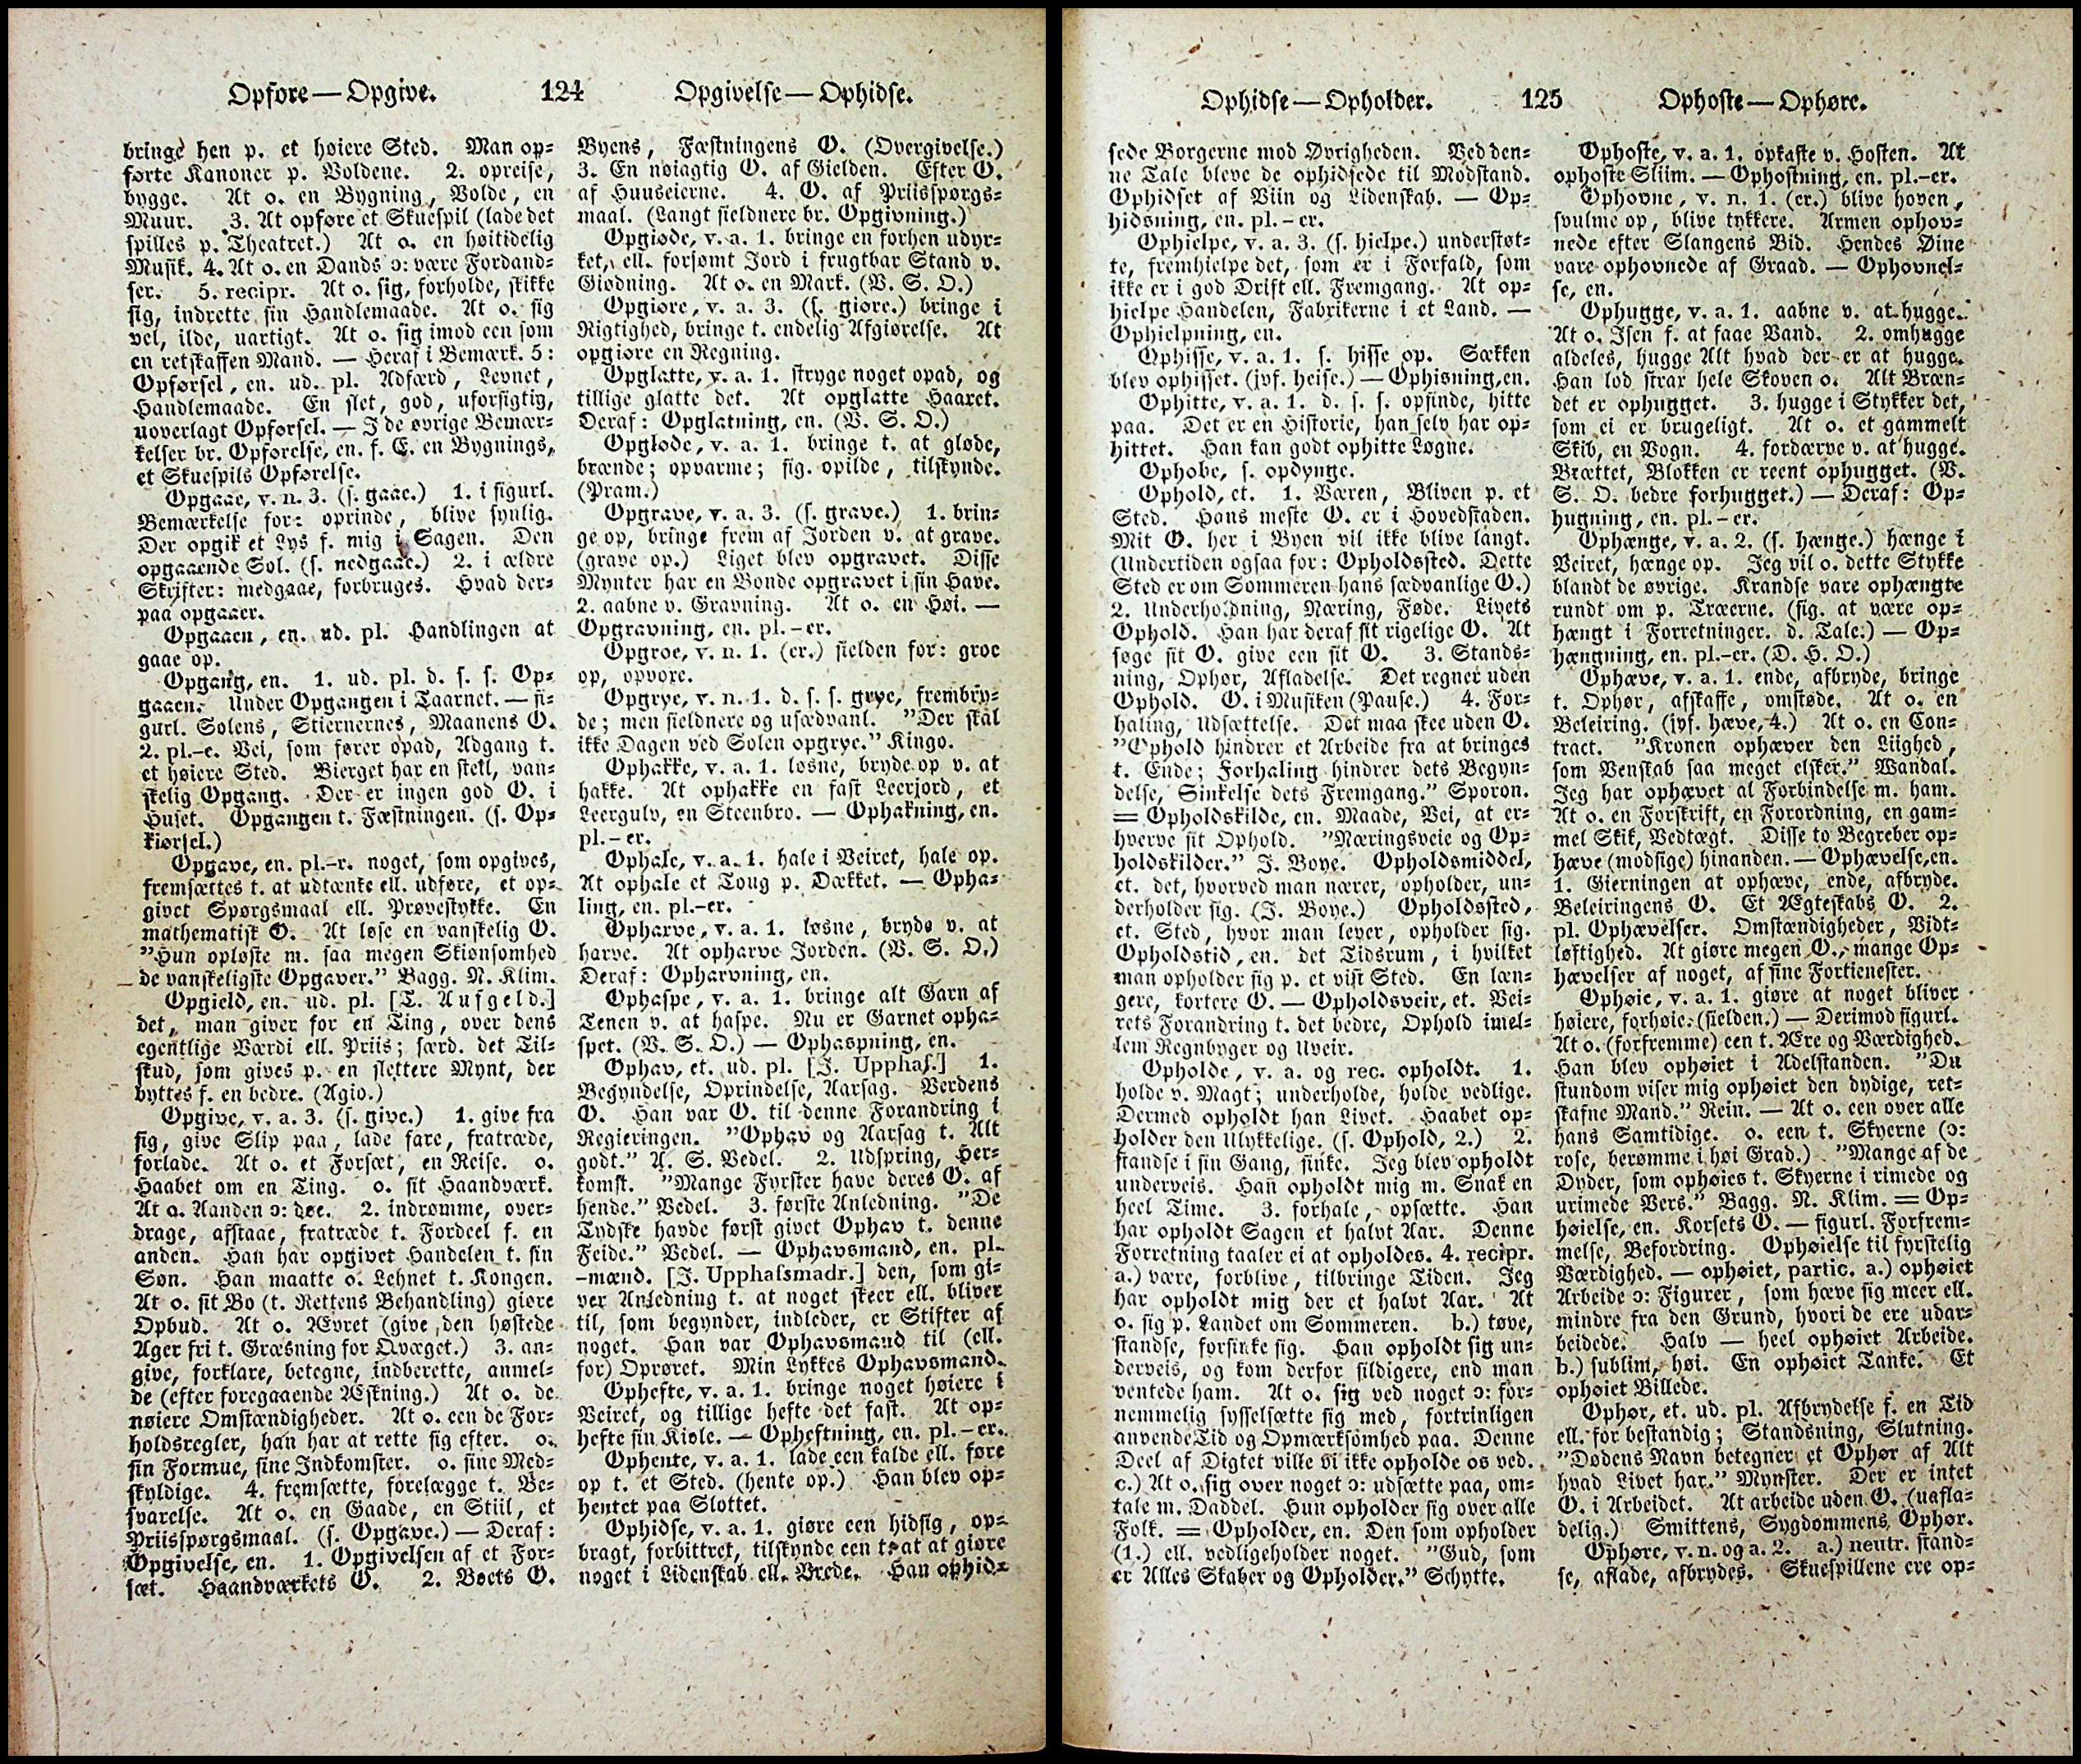 Opføre — Opgive.
124
Opgivelse — Ophidse.
bringe hen p. et høiere Sted. Man op-
førte Kanoner p. Voldene. 2. opreise,
bygge. At o. en Bygning, Volde, en
Muur. 3. At opføre et Skuespil (lade det
spilles p. Theatret.) At o. en høitidelig
Musik. 4. At o. en Dands ɔ: være Fordand-
ser. 5. recipr. At o. sig, forholde, skikke
sig, indrette sin Handlemaade. At o. sig
vel, ilde, uartigt. At o. sig imod een som
en retskaffen Mand. — Heraf i Bemærk. 5:
Opførsel, en. ud. pl. Adfærd, Levnet,
Handlemaade. En slet, god, uforsigtig,
uoverlagt Opførsel. — I de øvrige Bemær-
kelser br. Opførelse, en. f. E. en Bygnings,
et Skuespils Opførelse.
Opgaae, v. n. 3. (s. gaae.) 1. i figurl.
Bemærkelse for: oprinde, blive synlig.
Der opgik et Lys f. mig i Sagen. Den
opgaaende Sol. (s. nedgaae.) 2. i ældre
Skrifter: medgaae, forbruges. Hvad der-
paa opgaaer.
Opgaaen, en. ud. pl. Handlingen at
gaae op.
Opgang, en. 1. ud. pl. d. s. s. Op-
gaaen. Under Opgangen i Taarnet. — fi-
gurl. Solens, Stiernernes, Maanens O.
2. pl.-e. Vei, som fører opad, Adgang t.
et høiere Sted. Bierget har en steil, van-
skelig Opgang. Der er ingen god O. i
Huset. Opgangen t. Fæstningen. (s. Op-
kiørsel.)
Opgave, en. pl.-r. noget, som opgives,
fremsættes t. at udtænke ell. udføre, et op-
givet Spørgsmaal ell. Prøvestykke. En
mathematisk O. At løse en vanskelig O.
"Hun opløste m. saa megen Skiønsomhed
de vanskeligste Opgaver." Bagg. N. Klim.
Opgield, en. ud. pl. [T. Aufgeld.]
det, man giver for en Ting, over dens
egentlige Værdi ell. Priis; særd. det Til-
skud, som gives p. en slettere Mynt, der
byttes f. en bedre. (Agio.)
Opgive, v. a. 3. (s. give.) 1. give fra
sig, give Slip paa, lade fare, fratræde,
forlade. At o. et Forsæt, en Reise. o.
Haabet om en Ting. o. sit Haandværk.
At o. Aanden ɔ: døe. 2. indrømme, over-
drage, afstaae, fratræde t. Fordeel f. en
anden. Han har opgivet Handelen t. sin
Søn. Han maatte o. Lehnet t. Kongen.
At o. sit Bo (t. Rettens Behandling) giøre
Opbud. At o. Ævret (give den høstede
Ager fri t. Græsning for Qvæget.) 3. an-
give, forklare, betegne, indberette, anmel-
de (efter foregaaende Æskning.) At o. de
nøiere Omstændigheder. At o. een de For-
holdsregler, han har at rette sig efter. o.
sin Formue, sine Indkomster. o. sine Med-
skyldige. 4. fremsætte, forelægge t. Be-
svarelse. At o. en Gaade, en Stiil, et
Priisspørgsmaal. (s. Opgave.) — Deraf:
Opgivelse, en. 1. Opgivelsen af et For-
sæt. Haandværkets O. 2. Boets O.
Byens, Fæstningens O. (Overgivelse.)
3. En nøiagtig O. af Gielden. Efter O.
af Huuseierne. 4. O. af Priisspørgs-
maal. (Langt sieldnere br. Opgivning.)
Opgiøde, v. a. 1. bringe en forhen udyr-
ket, ell. forsømt Jord i frugtbar Stand v.
Giødning. At o. en Mark. (V. S. O.)
Opgiøre, v. a. 3. (s. giøre.) bringe i
Rigtighed, bringe t. endelig Afgiørelse. At
opgiøre en Regning.
Opglatte, v. a. 1. stryge noget opad, og
tillige glatte det. At opglatte Haaret.
Deraf: Opglatning, en. (V. S. O.)
Opgløde, v. a. 1. bringe t. at gløde,
brænde; opvarme; fig. opilde, tilskynde.
(Pram.)
Opgrave, v. a. 3. (s. grave.) 1. brin-
ge op, bringe frem af Jorden v. at grave.
(grave op.) Liget blev opgravet. Disse
Mynter har en Bonde opgravet i sin Have.
2. aabne v. Gravning. At o. en Høi. —
Opgravning, en. pl.-er.
Opgroe, v. n. 1. (er.) sielden for: groe
op, opvoxe.
Opgrye, v. n. 1. d. s. s. grye, frembry-
de; men sieldnere og usædvanl. "Der skal
ikke Dagen ved Solen opgrye." Kingo.
Ophakke, v. a. 1. løsne, bryde op v. at
hakke. At ophakke en fast Leerjord, et
Leergulv, en Steenbro. — Ophakning, en.
pl.-er.
Ophale, v. a. 1. hale i Veiret, hale op.
At ophale et Toug p. Dækket. — Opha-
ling, en. pl.-er.
Opharve, v. a. 1. løsne, bryde v. at
harve. At opharve Jorden. (V. S. O.)
Deraf: Opharvning, en.
Ophaspe, v. a. 1. bringe alt Garn af
Tenen v. at haspe. Nu er Garnet opha-
spet. (V. S. O.) — Ophaspning, en.
Ophav, et. ud. pl. [J. Upphaf.] 1.
Begyndelse, Oprindelse, Aarsag. Verdens
O. Han var O. til denne Forandring i
Regieringen. "Ophav og Aarsag t. Alt
godt." A. S. Vedel. 2. Udspring, Her-
komst. "Mange Fyrster have deres O. af
hende." Vedel. 3. første Anledning. "De
Tydske havde først givet Ophav t. denne
Feide." Vedel. — Ophavsmand, en. pl.
-mænd. [J. Upphafsmadr.] den, som gi-
ver Anledning t. at noget skeer ell. bliver
til, som begynder, indleder, er Stifter af
noget. Han var Ophavsmand til (ell.
for) Oprøret. Min Lykkes Ophavsmand.
Ophefte, v. a. 1. bringe noget høiere i
Veiret, og tillige hefte det fast. At op-
hefte sin Kiole. — Opheftning, en. pl.-er.
Ophente, v. a. 1. lade een kalde ell. føre
op t. et Sted. (hente op.) Han blev op-
hentet paa Slottet.
Ophidse, v. a. 1. giøre een hidsig, op-
bragt, forbittret, tilskynde een t. at at giøre
noget i Lidenskab ell. Vrede. Han ophid-
Ophidse — Opholder.
125
Ophoste — Ophøre.
sede Borgerne mod Øvrigheden. Ved den-
ne Tale bleve de ophidsede til Modstand.
Ophidset af Viin og Lidenskab. — Op-
hidsning, en. pl.-er.
Ophielpe, v. a. 3. (s. hielpe.) understøt-
te, fremhielpe det, som er i Forfald, som
ikke er i god Drift ell. Fremgang. At op-
hielpe Handelen, Fabrikerne i et Land. —
Ophielpning, en.
Ophisse, v. a. 1. s. hisse op. Sækken
blev ophisset. (jvf. heise.) — Ophisning, en.
Ophitte, v. a. 1. d. s. s. opfinde, hitte
paa. Det er en Historie, han selv har op-
hittet. Han kan godt ophitte Løgne.
Ophobe, s. opdynge.
Ophold, et. 1. Væren, Bliven p. et
Sted. Hans meste O. er i Hovedstaden.
Mit O. her i Byen vil ikke blive langt.
(Undertiden ogsaa for: Opholdssted. Dette
Sted er om Sommeren hans sædvanlige O.)
2. Underholdning, Næring, Føde. Livets
Ophold. Han har deraf sit rigelige O. At
søge sit O. give een sit O. 3. Stands-
ning, Ophør, Afladelse. Det regner uden
Ophold. O. i Musiken (Pause.) 4. For-
haling, Udsættelse. Det maa skee uden O.
"Ophold hindrer et Arbeide fra at bringes
t. Ende; Forhaling hindrer dets Begyn-
delse, Sinkelse dets Fremgang." Sporon.
= Opholdskilde, en. Maade, Vei, at er-
hverve sit Ophold. "Næringsveie og Op-
holdskilder." J. Boye. Opholdsmiddel,
et. det, hvorved man nærer, opholder, un-
derholder sig. (J. Boye.) Opholdssted,
et. Sted, hvor man lever, opholder sig.
Opholdstid, en. det Tidsrum, i hvilket
man opholder sig p. et vist Sted. En læn-
gere, kortere O. — Opholdsveir, et. Vei-
rets Forandring t. det bedre, Ophold imel-
lem Regnbyger og Uveir.
Opholde, v. a. og rec. opholdt. 1.
holde v. Magt; underholde, holde vedlige.
Dermed opholdt han Livet. Haabet op-
holder den Ulykkelige. (s. Ophold, 2.) 2.
standse i sin Gang, sinke. Jeg blev opholdt
underveis. Han opholdt mig m. Snak en
heel Time. 3. forhale, opsætte. Han
har opholdt Sagen et halvt Aar. Denne
Forretning taaler ei at opholdes. 4. recipr.
a.) være, forblive, tilbringe Tiden. Jeg
har opholdt mig der et halvt Aar. At
o. sig p. Landet om Sommeren. b.) tøve,
standse, forsinke sig. Han opholdt sig un-
derveis, og kom derfor sildigere, end man
ventede ham. At o. sig ved noget ɔ: for-
nemmelig sysselsætte sig med, fortrinligen
anvende Tid og Opmærksomhed paa. Denne
Deel af Digtet ville vi ikke opholde os ved.
c.) At o. sig over noget ɔ: udsætte paa, om-
tale m. Daddel. Hun opholder sig over alle
Folk. = Opholder, en. Den som opholder
(1.) ell. vedligeholder noget. "Gud, som
er Alles Skaber og Opholder." Schytte.
Ophoste, v. a. 1. opkaste v. Hosten. At
ophoste Sliim. — Ophostning, en. pl.-er.
Ophovne, v. n. 1. (er.) blive hoven,
svulme op, blive tykkere. Armen ophov-
nede efter Slangens Bid. Hendes Øine
vare ophovnede af Graad. — Ophovnel-
se, en.
Ophugge, v. a. 1. aabne v. at hugge.
At o. Isen f. at faae Vand. 2. omhugge
aldeles, hugge Alt hvad der er at hugge.
Han lod strax hele Skoven o. Alt Bræn-
det er ophugget. 3. hugge i Stykker det,
som ei er brugeligt. At o. et gammelt
Skib, en Vogn. 4. fordærve v. at hugge.
Brættet, Blokken er reent ophugget. (V.
S. O. bedre forhugget.) — Deraf: Op-
hugning, en. pl.-er.
Ophænge, v. a. 2. (s. hænge.) hænge i
Veiret, hænge op. Jeg vil o. dette Stykke
blandt de øvrige. Krandse vare ophængte
rundt om p. Træerne. (fig. at være op-
hængt i Forretninger. d. Tale.) — Op-
hængning, en. pl.-er. (D. H. O.)
Ophæve, v. a. 1. ende, afbryde, bringe
t. Ophør, afskaffe, omstøde. At o. en
Beleiring. (jvf. hæve, 4.) At o. en Con-
tract. "Kronen ophæver den Liighed,
som Venskab saa meget elsker." Wandal.
Jeg har ophævet al Forbindelse m. ham.
At o. en Forskrift, en Forordning, en gam-
mel Skik, Vedtægt. Disse to Begreber op-
hæve (modsige) hinanden. — Ophævelse, en.
1. Gierningen at ophæve, ende, afbryde.
Beleiringens O. Et Ægteskabs O. 2.
pl. Ophævelser. Omstændigheder, Vidt-
løftighed. At giøre megen O., mange Op-
hævelser af noget, af sine Fortienester.
Ophøie, v. a. 1. giøre at noget bliver
høiere, forhøie. (sielden.) — Derimod figurl.
At o. (forfremme) een t. Ære og Værdighed.
Han blev ophøiet i Adelstanden. "Du
stundom viser mig ophøiet den dydige, ret-
skafne Mand." Rein. — At o. een over alle
hans Samtidige. o. een t. Skyerne (ɔ:
rose, berømme i høi Grad.) "Mange af de
Dyder, som ophøies t. Skyerne i rimede og
urimede Vers." Bagg. N. Klim. = Op-
høielse, en. Korsets O. — figurl. Forfrem-
melse, Befordring. Ophøielse til fyrstelig
Værdighed. — ophøiet, partic. a.) ophøiet
Arbeide ɔ: Figurer, som hæve sig meer ell.
mindre fra den Grund, hvori de ere udar-
beidede. Halv — heel ophøiet Arbeide.
b.) sublim, høi. En ophøiet Tanke. Et
ophøiet Billede.
Ophør, et. ud. pl. Afbrydelse f. en Tid
ell. for bestandig; Standsning, Slutning.
"Dødens Navn betegner et Ophør af Alt
hvad Livet har." Mynster. Der er intet
O. i Arbeidet. At arbeide uden O. (uafla-
delig.) Smittens, Sygdommens Ophør.
Ophøre, v. n. og a. 2. a.) neutr. stand-
se, aflade, afbrydes. Skuespillene ere op-